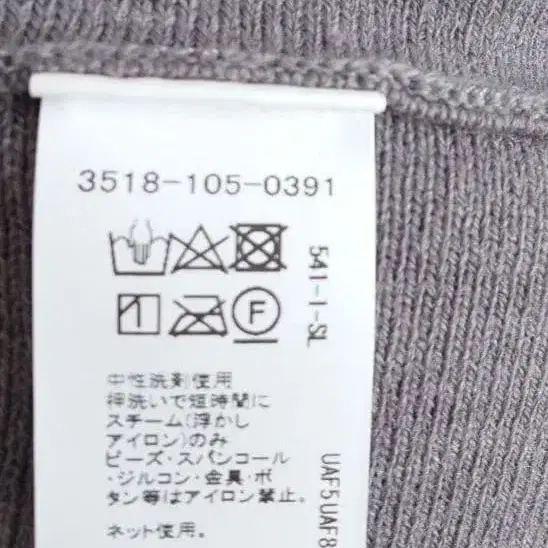 3518-105-0391
541-1-SL
F
中性洗剤使用
押洗いで短時間に
スチーム(浮かし
アイロン)のみ
ビーズ・スパンコール
・ジルコン・金具・ボ
タン等はアイロン禁止。
ネット使用。
UAF5UAF8